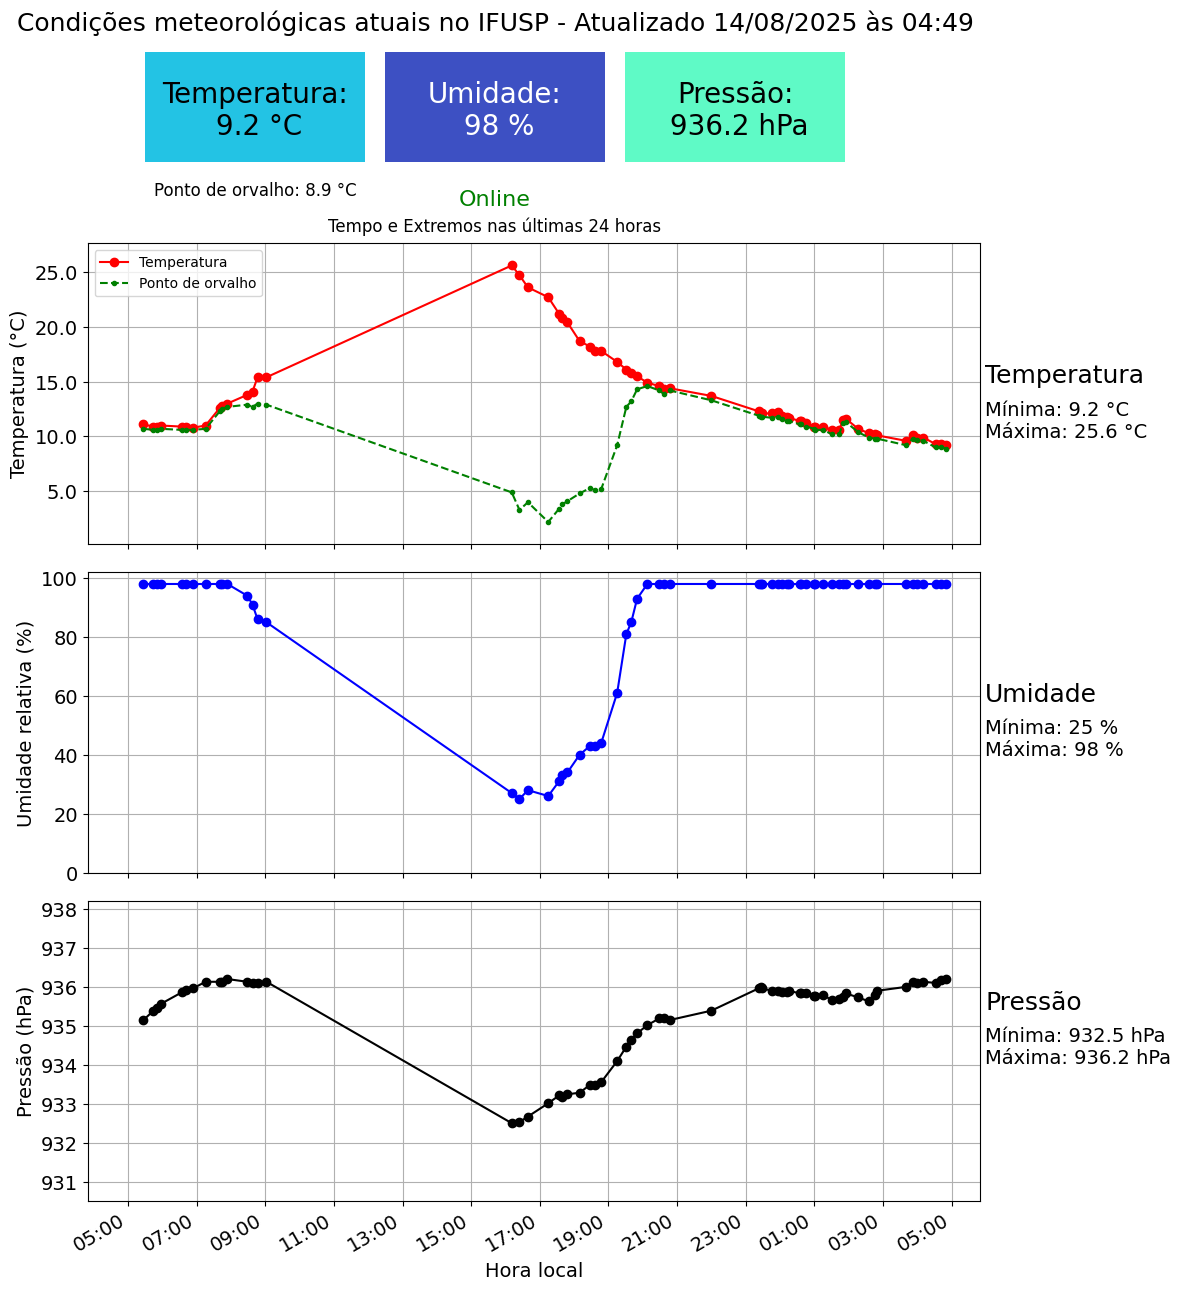 Condições meteorológicas atuais no IFUSP - Atualizado 14/08/2025 às 04:49
Temperatura:
9.2 °C
Umidade:
98 %
Pressão:
936.2 hPa
Ponto de orvalho: 8.9 °C
Online
Tempo e Extremos nas últimas 24 horas
Temperatura
Ponto de orvalho
Temperatura (°C)
25.0
20.0
15.0
10.0
5.0
Temperatura
Mínima: 9.2 °C
Máxima: 25.6 °C
Umidade relativa (%)
100
80
60
40
20
0
Umidade
Mínima: 25 %
Máxima: 98 %
Pressão (hPa)
938
937
936
935
934
933
932
931
Pressão
Mínima: 932.5 hPa
Máxima: 936.2 hPa
05:00
07:00
09:00
11:00
13:00
15:00
17:00
19:00
21:00
23:00
01:00
03:00
05:00
Hora local